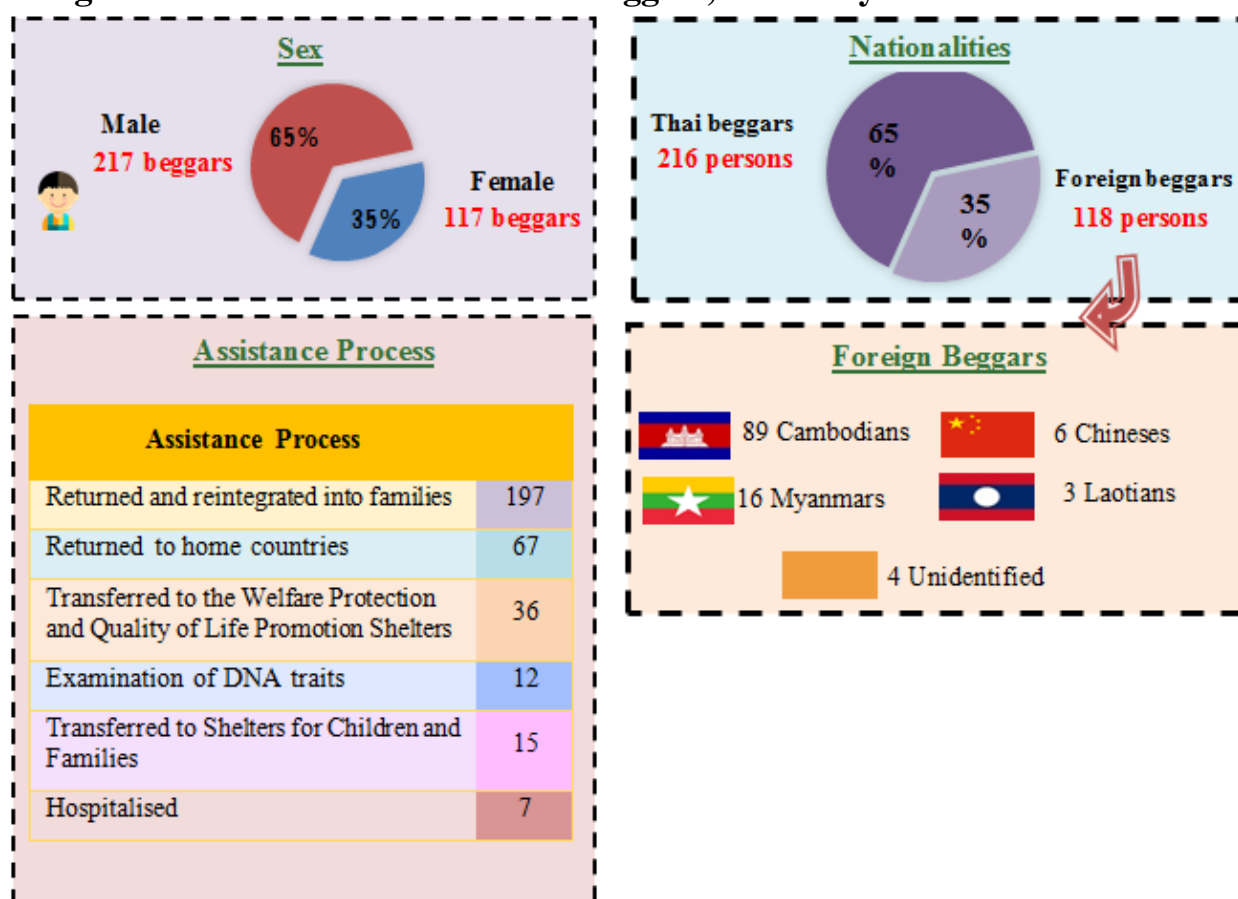 Sex
Male
217 beggars
65%
35%
Female
117 beggars
Nationalities
Thai beggars
216 persons
65
%
35
%
Foreign beggars
118 persons
Assistance Process
Assistance Process
Returned and reintegrated into families 197
Returned to home countries 67
Transferred to the Welfare Protection
and Quality of Life Promotion Shelters 36
Examination of DNA traits 12
Transferred to Shelters for Children and
Families 15
Hospitalised 7
Foreign Beggars
89 Cambodians
6 Chineses
16 Myanmars
3 Laotians
4 Unidentified